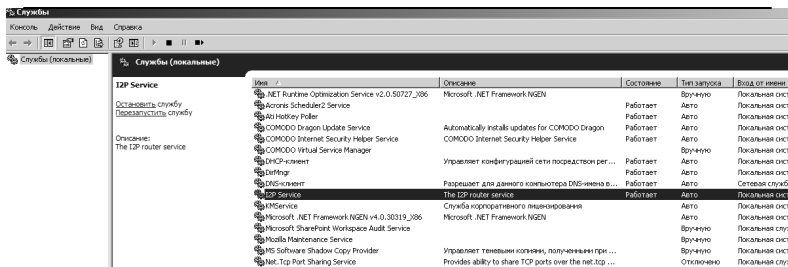 Службы
Консоль Действие Вид Справка
Службы (локальные)
Службы (локальные)
I2P Service
Остановить службу
Перезапустить службу
Описание:
The I2P router service
Имя Описание Состояние Тип запуска Вход от имени
.NET Runtime Optimization Service v2.0.50727_X86 Microsoft .NET Framework NGEN Вручную Локальная сист
Acronis Scheduler2 Service Работает Авто Локальная сист
Ati HotKey Poller Работает Авто Локальная сист
COMODO Dragon Update Service Automatically installs updates for COMODO Dragon Работает Авто Локальная сист
COMODO Internet Security Helper Service COMODO Internet Security Helper Service Работает Авто Локальная сист
COMODO Virtual Service Manager Вручную Локальная сист
DHCP-клиент Управляет конфигурацией сети посредством рег... Работает Авто Локальная сист
DirMngr Работает Авто Локальная сист
DNS-клиент Разрешает для данного компьютера DNS-имена в... Работает Авто Сетевая служб
I2P Service The I2P router service Работает Авто Локальная сист
KMService Служба корпоративного лицензирования Авто Локальная сист
Microsoft .NET Framework NGEN v4.0.30319_X86 Microsoft .NET Framework NGEN Авто Локальная сист
Microsoft SharePoint Workspace Audit Service Вручную Локальная слу
Mozilla Maintenance Service Вручную Локальная сист
MS Software Shadow Copy Provider Управляет теневыми копиями, полученными при ... Вручную Локальная сист
Net.Tcp Port Sharing Service Provides ability to share TCP ports over the net.tcp ... Отключено Локальная слу